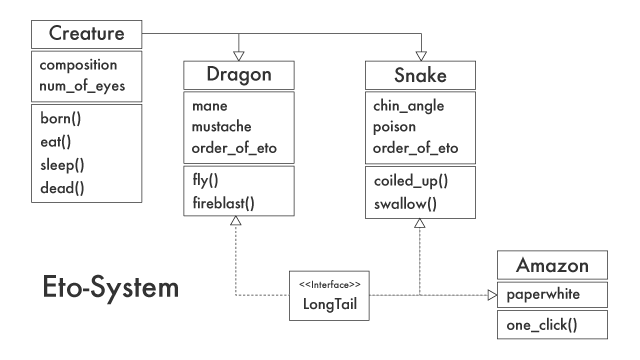 Creature
composition
num_of_eyes
born()
eat()
sleep()
dead()
Dragon
mane
mustache
order_of_eto
fly()
fireblast()
Snake
chin_angle
poison
order_of_eto
coiled_up()
swallow()
Eto-System
<<Interface>>
LongTail
Amazon
paperwhite
one_click()